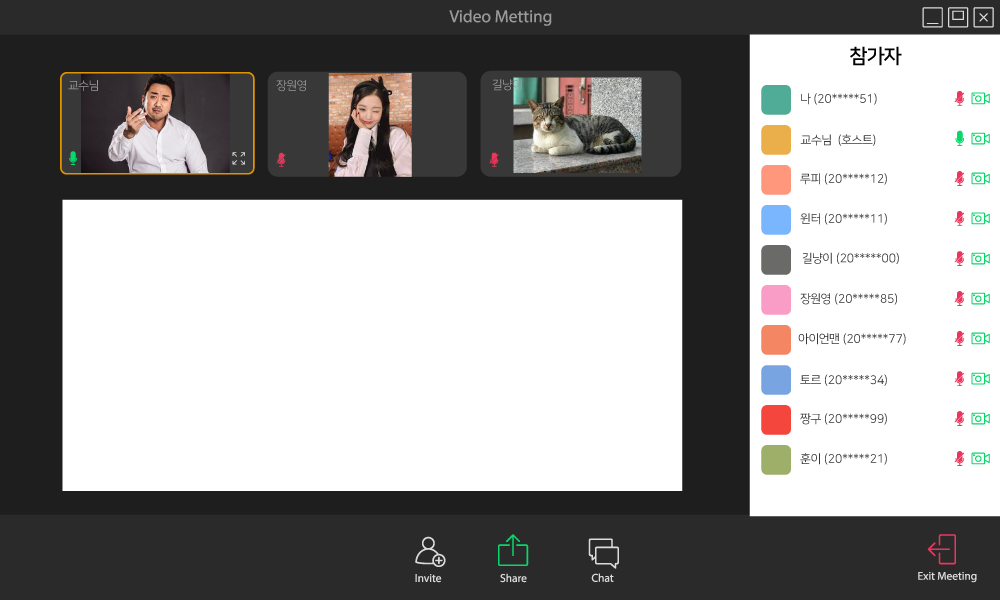 Video Metting
교수님
장원영
길냥
참가자
나 (20*****51)
교수님 (호스트)
루피 (20*****12)
윈터 (20*****11)
길냥이 (20*****00)
장원영 (20*****85)
아이언맨 (20*****77)
토르 (20*****34)
짱구 (20*****99)
훈이 (20*****21)
Invite
Share
Chat
Exit Meeting